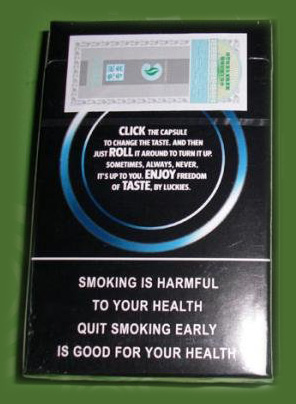 CLICK THE CAPSULE
TO CHANGE THE TASTE. AND THEN
JUST ROLL IT AROUND TO TURN IT UP.
SOMETIMES, ALWAYS, NEVER,
IT'S UP TO YOU. ENJOY FREEDOM
OF TASTE, BY LUCKIES.
SMOKING IS HARMFUL
TO YOUR HEALTH
QUIT SMOKING EARLY
IS GOOD FOR YOUR HEALTH